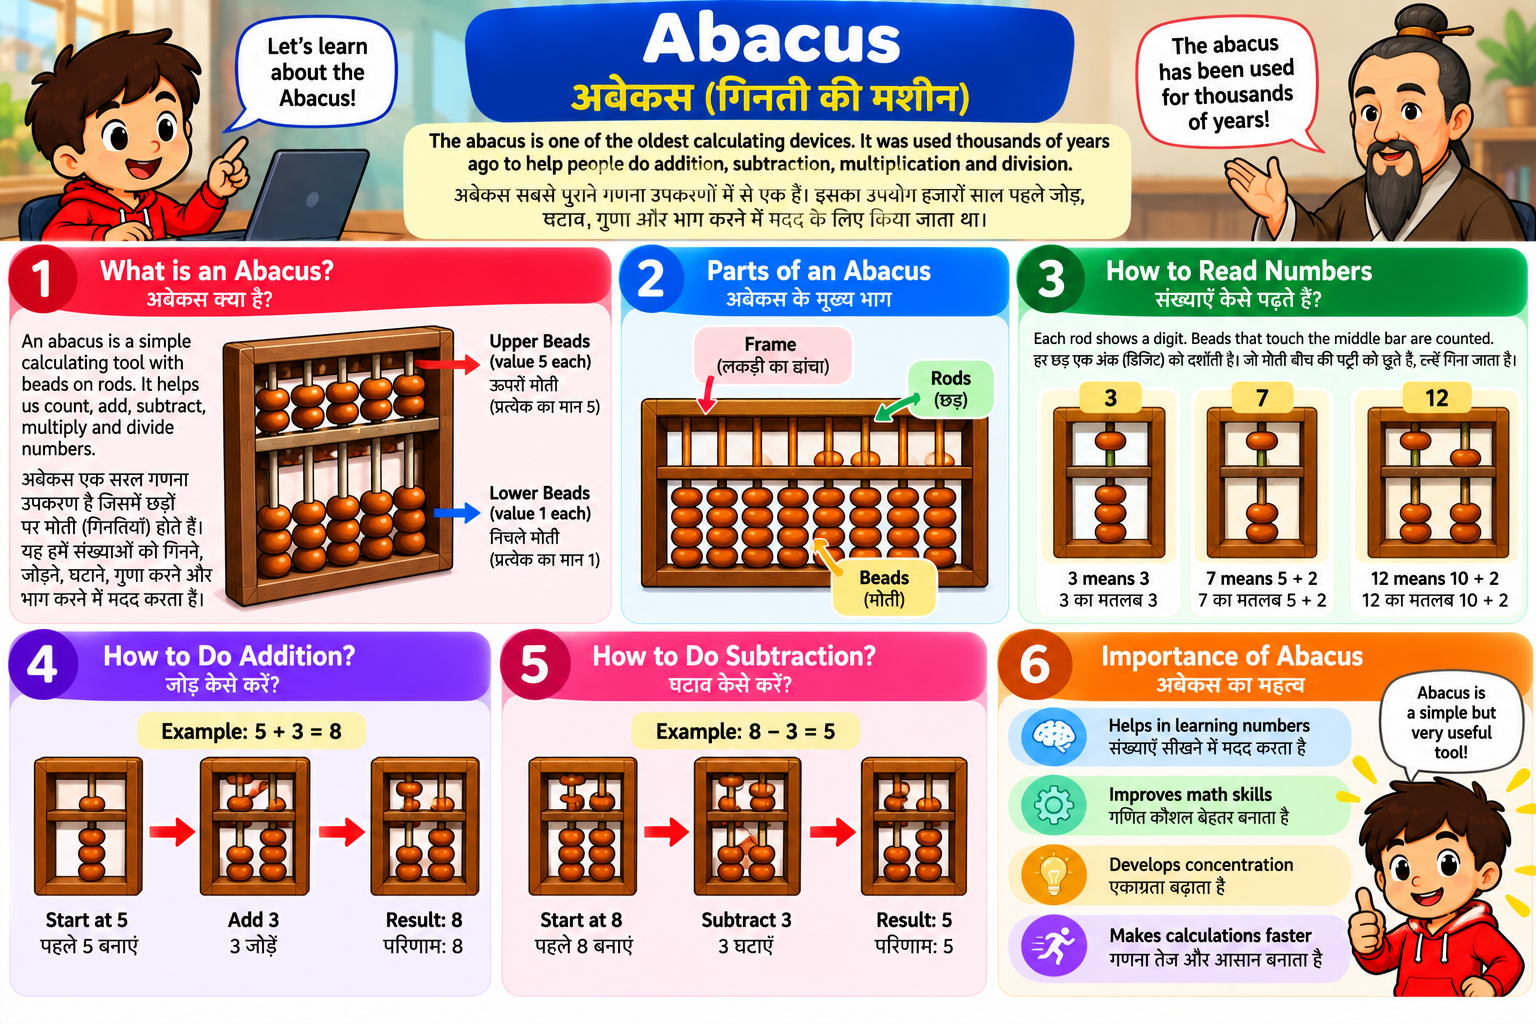 Let's learn
about the
Abacus!
Abacus
अबेकस (गिनती की मशीन)
The abacus
has been used
for thousands
of years!
The abacus is one of the oldest calculating devices. It was used thousands of years
ago to help people do addition, subtraction, multiplication and division.
अबेकस सबसे पुराने गणना उपकरणों में से एक है। इसका उपयोग हजारों साल पहले जोड़,
घटाव, गुणा और भाग करने में मदद के लिए किया जाता था।
1
What is an Abacus?
अबेकस क्या है?
An abacus is a simple
calculating tool with
beads on rods. It helps
us count, add, subtract,
multiply and divide
numbers.
अबेकस एक सरल गणना
उपकरण है जिसमें छड़ों
पर मोती (गिनतियाँ) होते हैं।
यह हमें संख्याओं को गिनने,
जोड़ने, घटाने, गुणा करने और
भाग करने में मदद करता हैं।
Upper Beads
(value 5 each)
ऊपरों मोती
(प्रत्येक का मान 5)
Lower Beads
(value 1 each)
निचले मोती
(प्रत्येक का मान 1)
2
Parts of an Abacus
अबेकस के मूख्य भाग
Frame
(लकड़ी का ढांचा)
Rods
(छड़)
Beads
(मोती)
3
How to Read Numbers
संख्याएँ केसे पढ़ते हैं?
Each rod shows a digit. Beads that touch the middle bar are counted.
हर छड़ एक अंक (डिजिट) को है। जो मोती बीच की को छूते हैं, गिना जाता है।
3
3 means 3
3 का मतलब 3
7
7 means 5 + 2
7 का मतलब 5 + 2
12
12 means 10 + 2
12 का मतलब 10 + 2
4
How to Do Addition?
जोड़ केसे करें?
Example: 5 + 3 = 8
Start at 5
पहले 5 बनाएं
Add 3
3 जोड़ें
Result: 8
परिणाम: 8
5
How to Do Subtraction?
घटाव केसे करें?
Example: 8 – 3 = 5
Start at 8
पहले 8 बनाएं
Subtract 3
3 घटाएँ
Result: 5
परिणाम: 5
6
Importance of Abacus
अबेकस का महत्व
Helps in learning numbers
संख्याएँ सीखने में मदद करता है
Improves math skills
गणित कौशल बेहतर बनाता है
Develops concentration
एकाग्रता बढ़ाता है
Makes calculations faster
गणना तेज और आसान बनाता है
Abacus is
a simple but
very useful
tool!